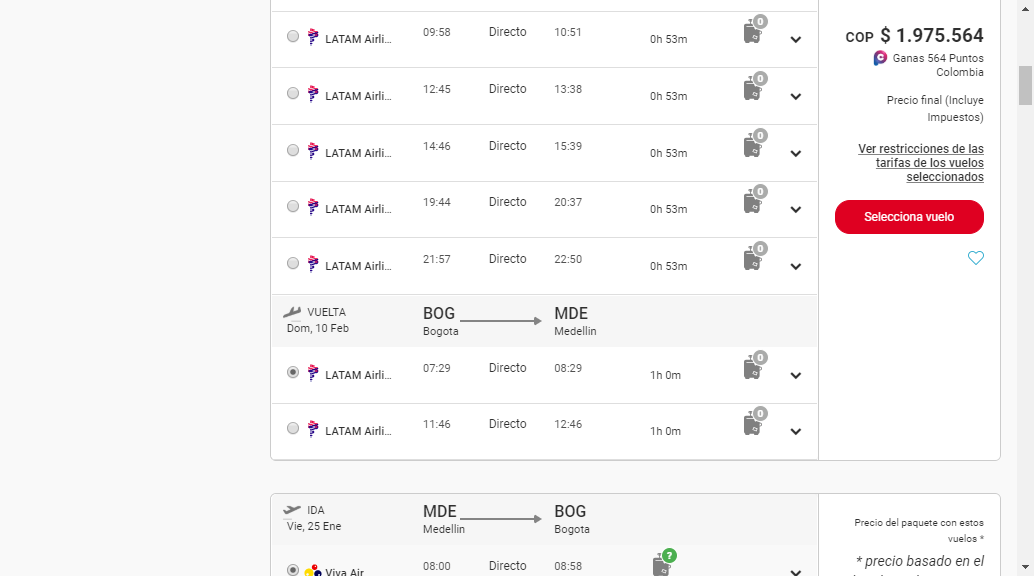 LATAM Airli... 09:58 Directo 10:51 0h 53m 0
LATAM Airli... 12:45 Directo 13:38 0h 53m 0
LATAM Airli... 14:46 Directo 15:39 0h 53m 0
LATAM Airli... 19:44 Directo 20:37 0h 53m 0
LATAM Airli... 21:57 Directo 22:50 0h 53m 0
VUELTA BOG MDE
Dom, 10 Feb Bogota Medellin
LATAM Airli... 07:29 Directo 08:29 1h 0m 0
LATAM Airli... 11:46 Directo 12:46 1h 0m 0
COP $ 1.975.564
Ganas 564 Puntos
Colombia
Precio final (Incluye
Impuestos)
Ver restricciones de las
tarifas de los vuelos
seleccionados
Selecciona vuelo
IDA MDE BOG
Vie, 25 Ene Medellin Bogota
Viva Air 08:00 Directo 08:58 ?
Precio del paquete con estos
vuelos *
* precio basado en el